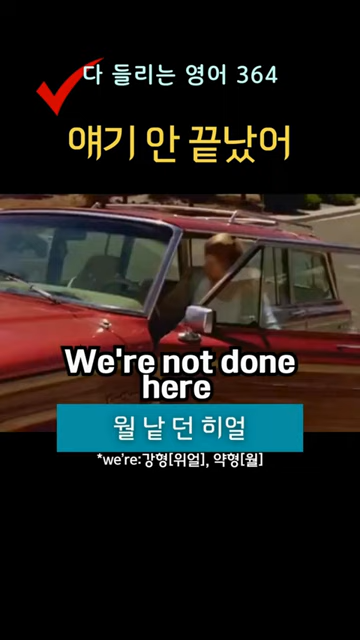 다 들리는 영어 364
얘기 안 끝났어
We're not done
here
월 낱 던 히얼
*we're:강형[위얼], 약형[월]